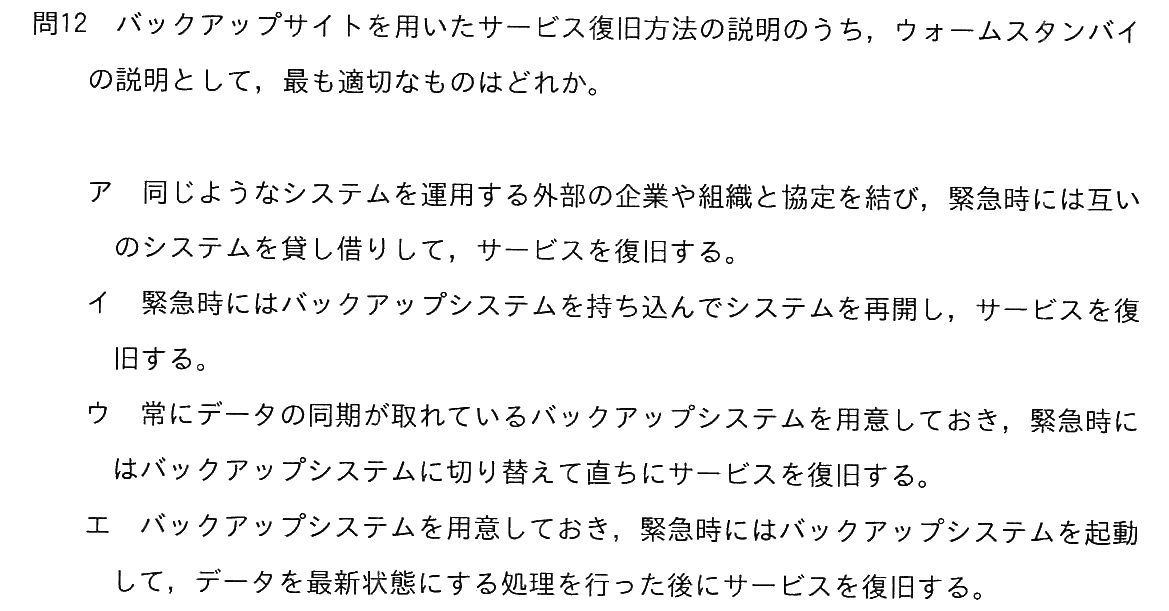 問12　バックアップサイトを用いたサービス復旧方法の説明のうち，ウォームスタンバイ
の説明として，最も適切なものはどれか。
ア　同じようなシステムを運用する外部の企業や組織と協定を結び，緊急時には互い
のシステムを貸し借りして，サービスを復旧する。
イ　緊急時にはバックアップシステムを持ち込んでシステムを再開し，サービスを復
旧する。
ウ　常にデータの同期が取れているバックアップシステムを用意しておき，緊急時に
はバックアップシステムに切り替えて直ちにサービスを復旧する。
エ　バックアップシステムを用意しておき，緊急時にはバックアップシステムを起動
して，データを最新状態にする処理を行った後にサービスを復旧する。